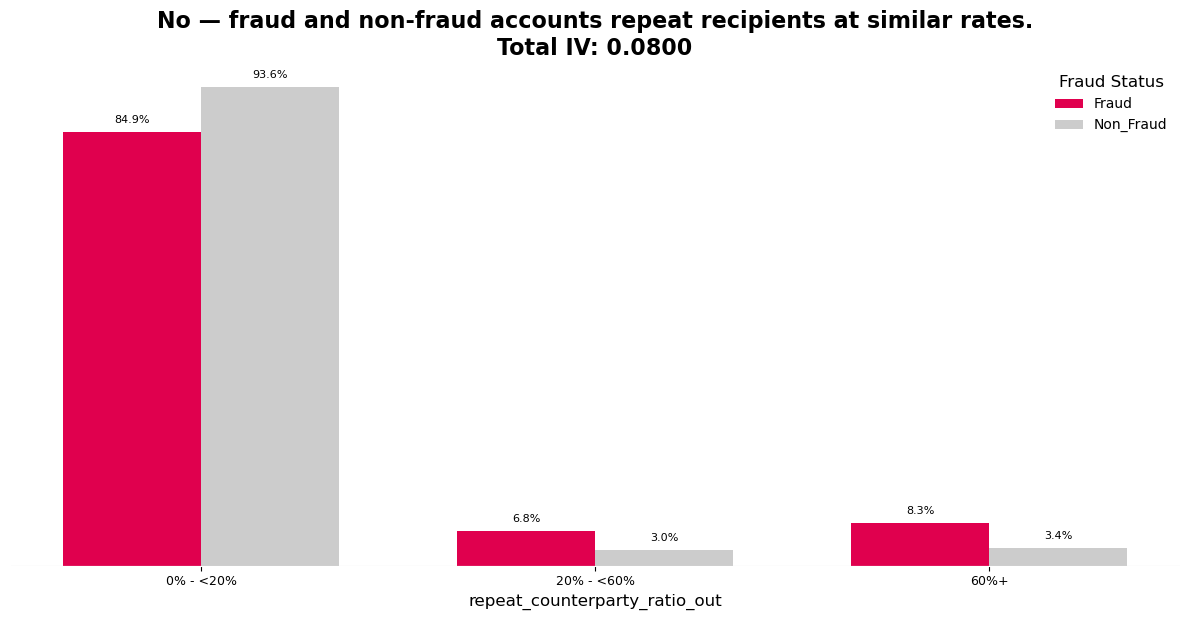 No — fraud and non-fraud accounts repeat recipients at similar rates.
Total IV: 0.0800
Fraud Status
Fraud
Non_Fraud
84.9%
93.6%
6.8%
3.0%
8.3%
3.4%
0% - <20%
20% - <60%
60%+
repeat_counterparty_ratio_out